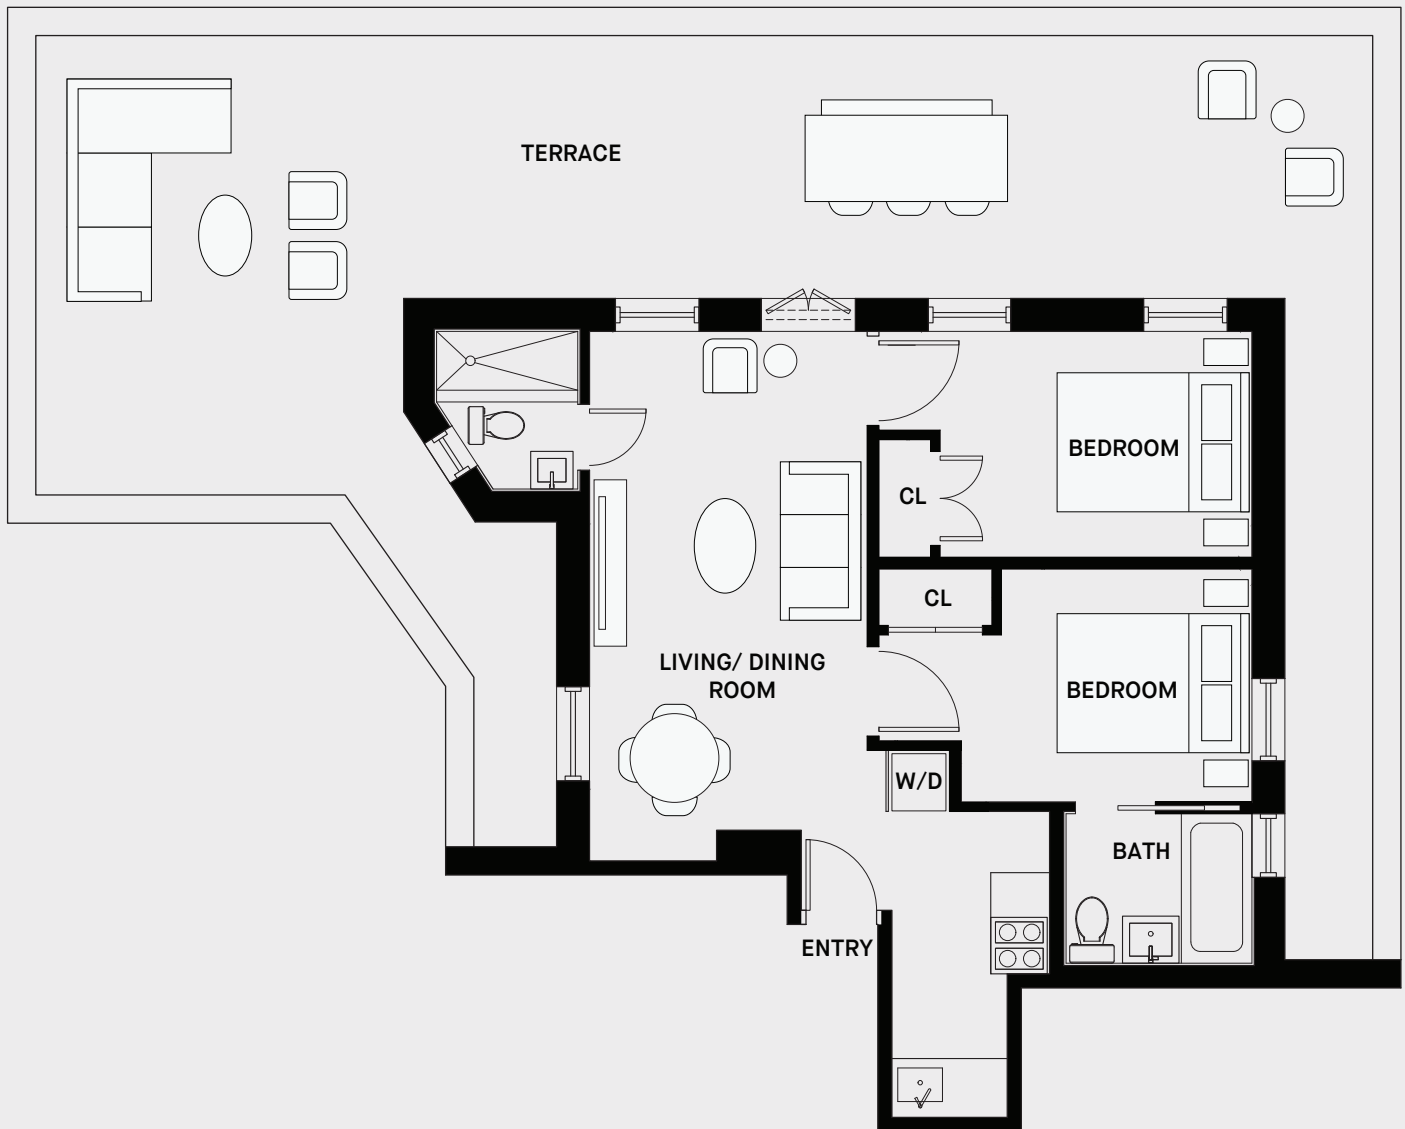 TERRACE
BEDROOM
CL
CL
LIVING/ DINING
ROOM
BEDROOM
W/D
BATH
ENTRY